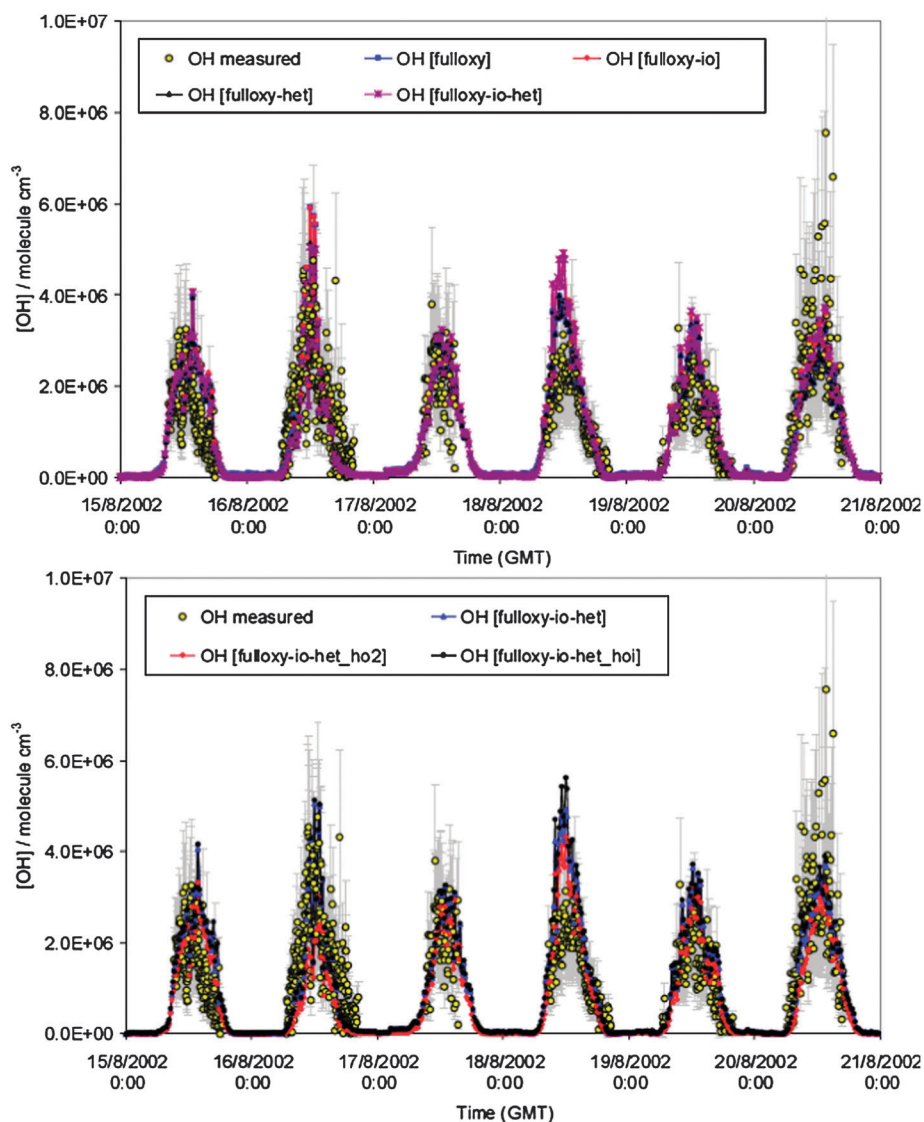 1.0E+07
OH measured OH [fulloxy] OH [fulloxy-io]
OH [fulloxy-het] OH [fulloxy-io-het]
8.0E+06
6.0E+06
4.0E+06
2.0E+06
0.0E+00
[OH] / molecule cm⁻³
15/8/2002 16/8/2002 17/8/2002 18/8/2002 19/8/2002 20/8/2002 21/8/2002
0:00 0:00 0:00 0:00 0:00 0:00 0:00
Time (GMT)
1.0E+07
OH measured OH [fulloxy-io-het]
OH [fulloxy-io-het_ho2] OH [fulloxy-io-het_hoi]
8.0E+06
6.0E+06
4.0E+06
2.0E+06
0.0E+00
[OH] / molecule cm⁻³
15/8/2002 16/8/2002 17/8/2002 18/8/2002 19/8/2002 20/8/2002 21/8/2002
0:00 0:00 0:00 0:00 0:00 0:00 0:00
Time (GMT)